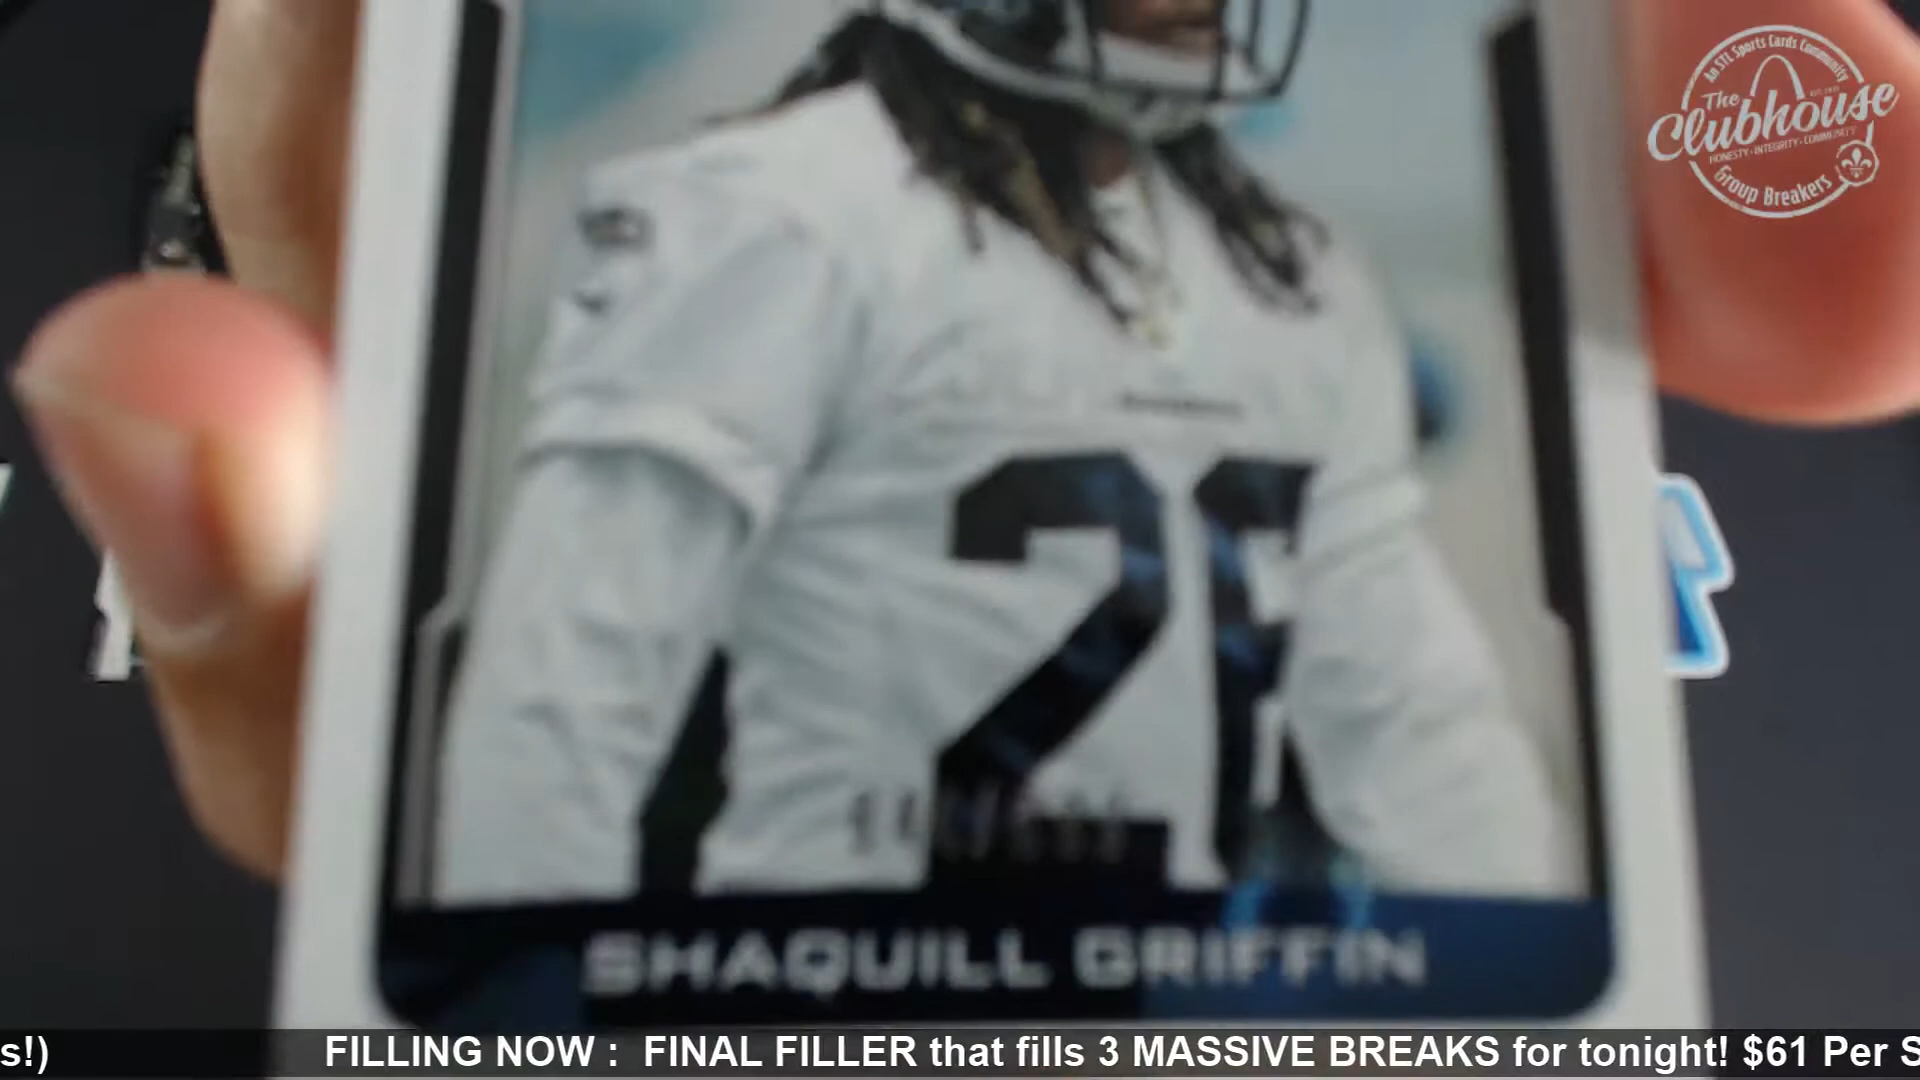 An STL Sports Cards Community
The
Clubhouse
HONESTY - INTEGRITY - COMMUNITY
Group Breakers
2
SHAQUILL GRIFFIN
s!) FILLING NOW : FINAL FILLER that fills 3 MASSIVE BREAKS for tonight! $61 Per S